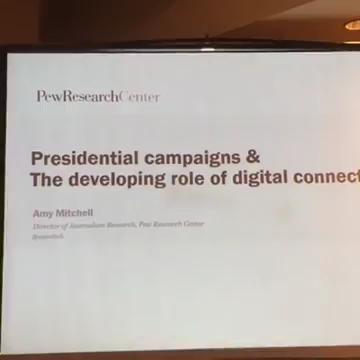 PewResearchCenter
Presidential campaigns &
The developing role of digital connect
Amy Mitchell
Director of Journalism Research, Pew Research Center